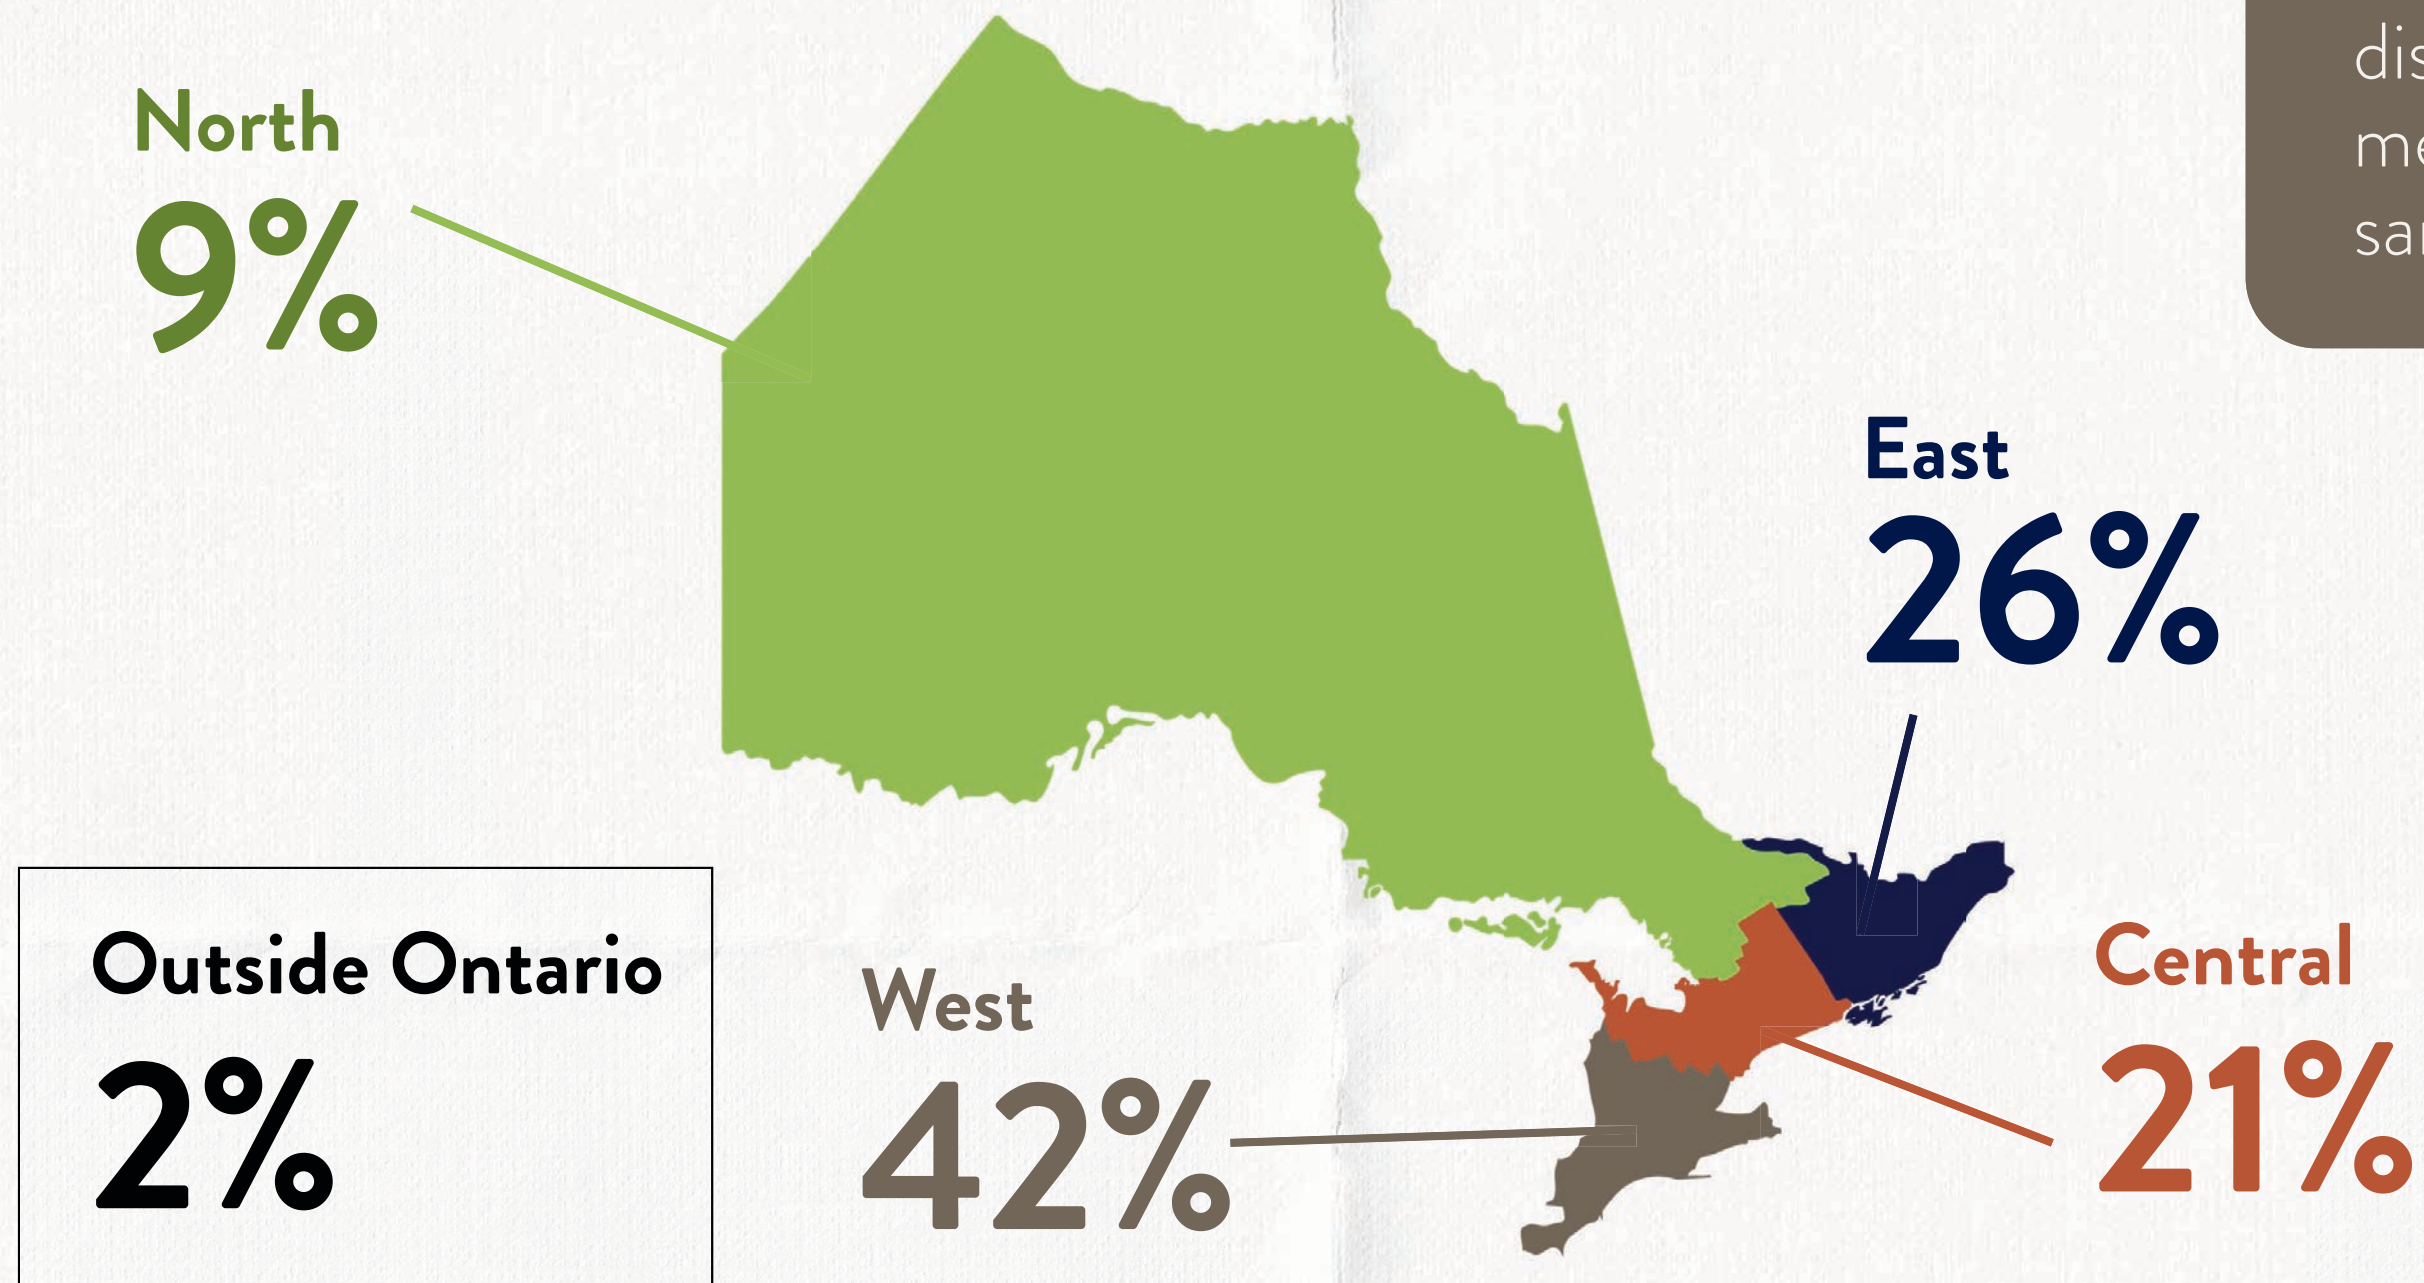 North
9%
East
26%
Outside Ontario
2%
West
42%
Central
21%